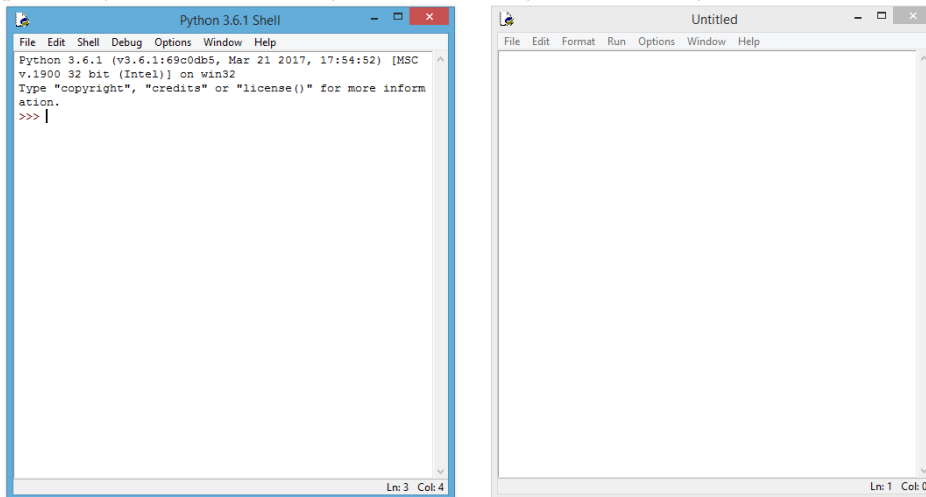 Python 3.6.1 Shell
File Edit Shell Debug Options Window Help
Python 3.6.1 (v3.6.1:69c0db5, Mar 21 2017, 17:54:52) [MSC
v.1900 32 bit (Intel)] on win32
Type "copyright", "credits" or "license()" for more inform
ation.
>>>
Ln: 3 Col: 4
Untitled
File Edit Format Run Options Window Help
Ln: 1 Col: 0